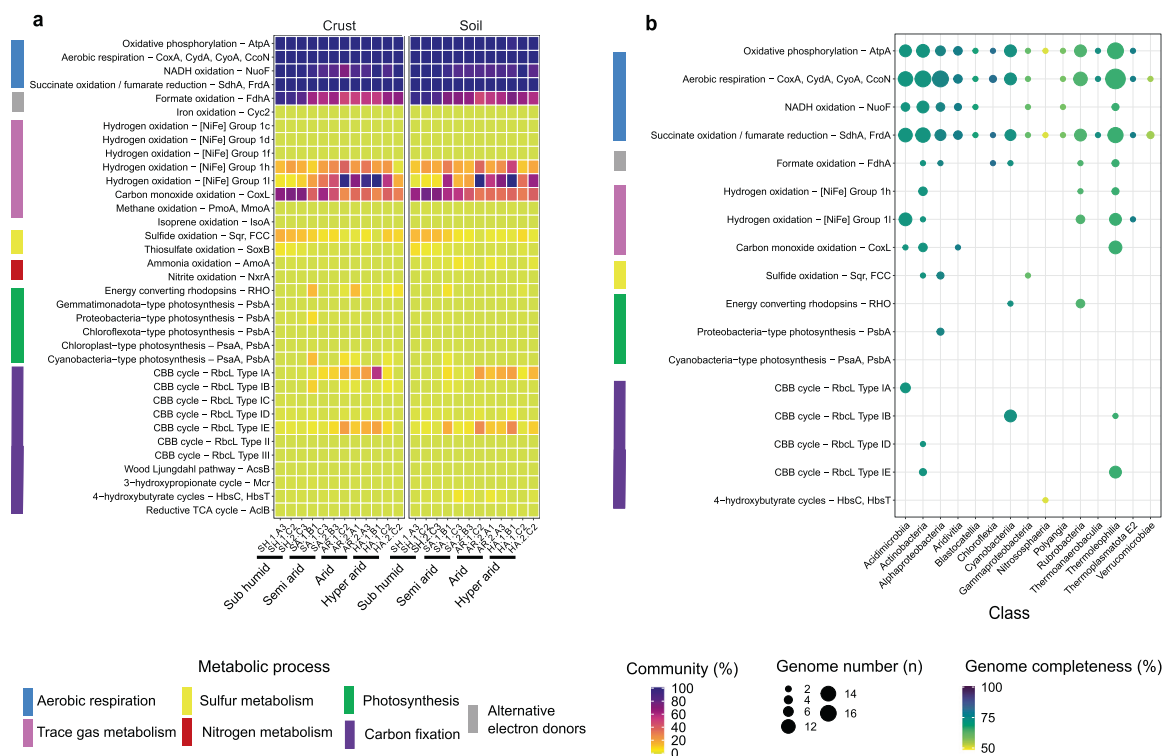 a
b
Crust
Soil
Oxidative phosphorylation – AtpA
Aerobic respiration – CoxA, CydA, CyoA, CcoN
NADH oxidation – NuoF
Succinate oxidation / fumarate reduction – SdhA, FrdA
Formate oxidation – FdhA
Iron oxidation – Cyc2
Hydrogen oxidation – [NiFe] Group 1c
Hydrogen oxidation – [NiFe] Group 1d
Hydrogen oxidation – [NiFe] Group 1f
Hydrogen oxidation – [NiFe] Group 1h
Hydrogen oxidation – [NiFe] Group 1l
Carbon monoxide oxidation – CoxL
Methane oxidation – PmoA, MmoA
Isoprene oxidation – IsoA
Sulfide oxidation – Sqr, FCC
Thiosulfate oxidation – SoxB
Ammonia oxidation – AmoA
Nitrite oxidation – NxrA
Energy converting rhodopsins – RHO
Gemmatimonadota-type photosynthesis – PsbA
Proteobacteria-type photosynthesis – PsbA
Chloroflexota-type photosynthesis – PsbA
Chloroplast-type photosynthesis – PsaA, PsbA
Cyanobacteria-type photosynthesis – PsaA, PsbA
CBB cycle – RbcL Type IA
CBB cycle – RbcL Type IB
CBB cycle – RbcL Type IC
CBB cycle – RbcL Type ID
CBB cycle – RbcL Type IE
CBB cycle – RbcL Type II
CBB cycle – RbcL Type III
Wood Ljungdahl pathway – AcsB
3-hydroxypropionate cycle – Mcr
4-hydroxybutyrate cycles – HbsC, HbsT
Reductive TCA cycle – AclB
Sub humid
Semi arid
Arid
Hyper arid
Sub humid
Semi arid
Arid
Hyper arid
Oxidative phosphorylation – AtpA
Aerobic respiration – CoxA, CydA, CyoA, CcoN
NADH oxidation – NuoF
Succinate oxidation / fumarate reduction – SdhA, FrdA
Formate oxidation – FdhA
Hydrogen oxidation – [NiFe] Group 1h
Hydrogen oxidation – [NiFe] Group 1l
Carbon monoxide oxidation – CoxL
Sulfide oxidation – Sqr, FCC
Energy converting rhodopsins – RHO
Proteobacteria-type photosynthesis – PsbA
Cyanobacteria-type photosynthesis – PsaA, PsbA
CBB cycle – RbcL Type IA
CBB cycle – RbcL Type IB
CBB cycle – RbcL Type ID
CBB cycle – RbcL Type IE
4-hydroxybutyrate cycles – HbsC, HbsT
Acidimicrobiia
Actinobacteria
Alphaproteobacteria
Aridivitia
Blastocatellia
Chloroflexia
Cyanobacteriia
Gammaproteobacteria
Nitrososphaeria
Polyangia
Rubrobacteria
Thermoanaerobaculia
Thermoleophilia
Thermoplasmatota E2
Verrucomicrobiae
Class
Metabolic process
Aerobic respiration
Trace gas metabolism
Sulfur metabolism
Nitrogen metabolism
Photosynthesis
Carbon fixation
Alternative
electron donors
Community (%)
100
80
60
40
20
0
Genome number (n)
2
4
6
12
14
16
Genome completeness (%)
100
75
50